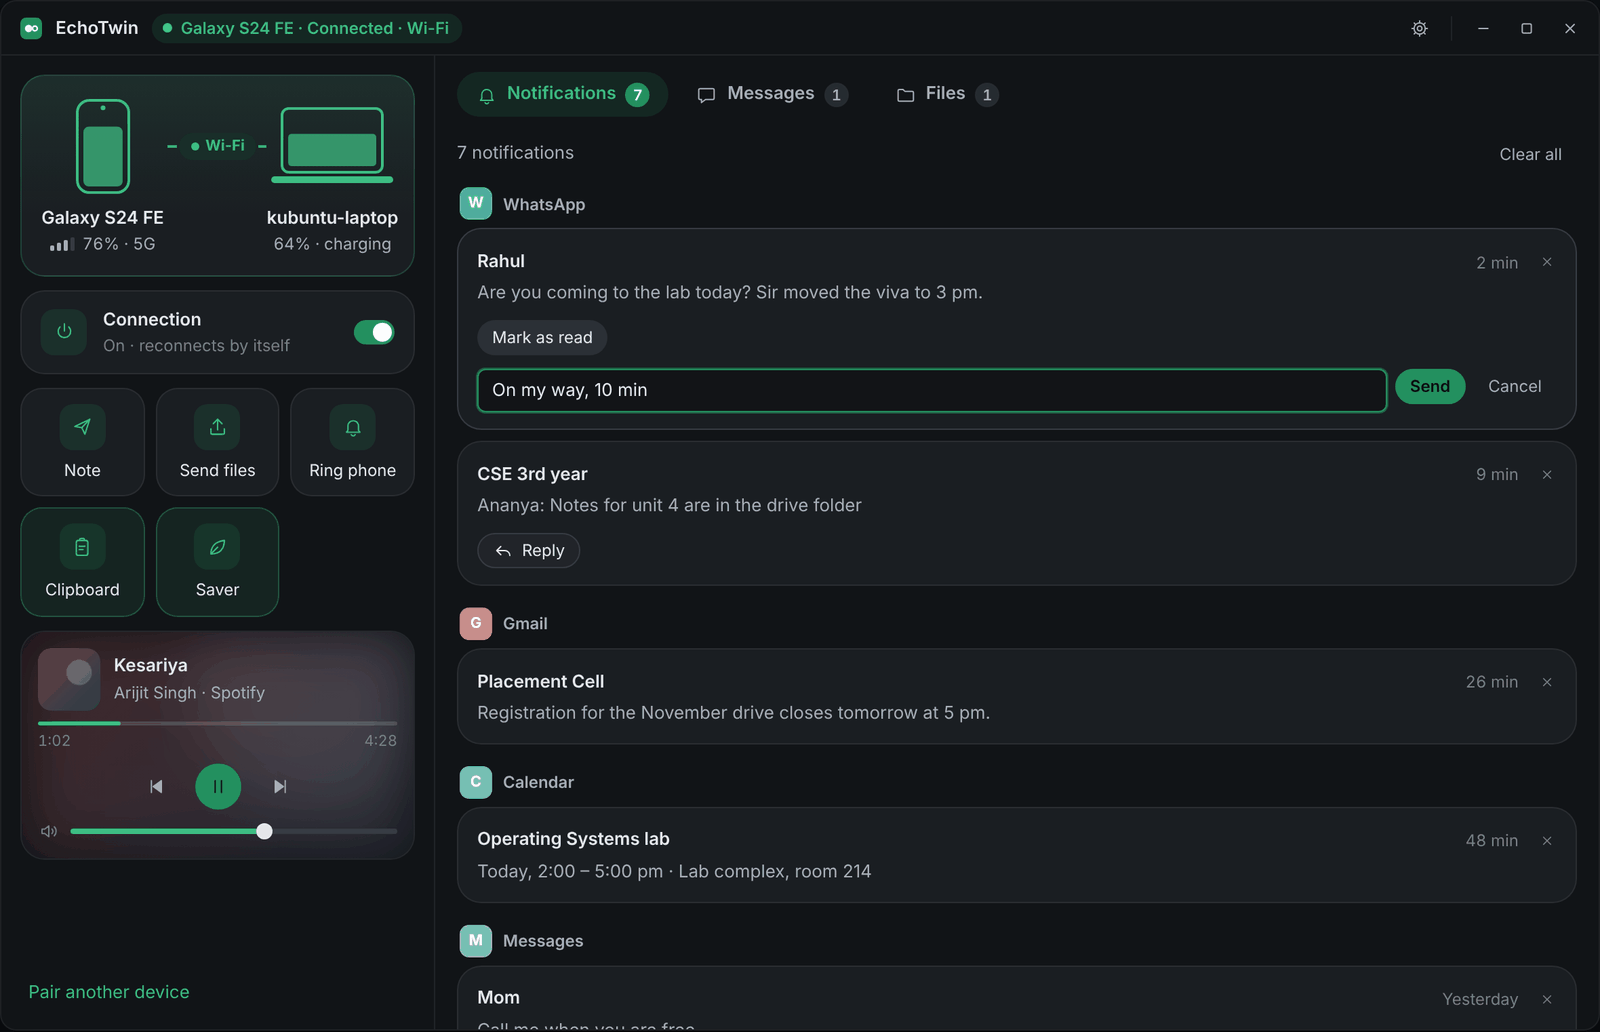 EchoTwin
Galaxy S24 FE · Connected · Wi-Fi
Wi-Fi
Galaxy S24 FE
76% · 5G
kubuntu-laptop
64% · charging
Connection
On · reconnects by itself
Note
Send files
Ring phone
Clipboard
Saver
Kesariya
Arijit Singh · Spotify
1:02
4:28
Pair another device
Notifications 7
Messages 1
Files 1
7 notifications
Clear all
W WhatsApp
Rahul
2 min
Are you coming to the lab today? Sir moved the viva to 3 pm.
Mark as read
On my way, 10 min
Send
Cancel
CSE 3rd year
9 min
Ananya: Notes for unit 4 are in the drive folder
Reply
G Gmail
Placement Cell
26 min
Registration for the November drive closes tomorrow at 5 pm.
C Calendar
Operating Systems lab
48 min
Today, 2:00 – 5:00 pm · Lab complex, room 214
M Messages
Mom
Yesterday
Call me when you are free